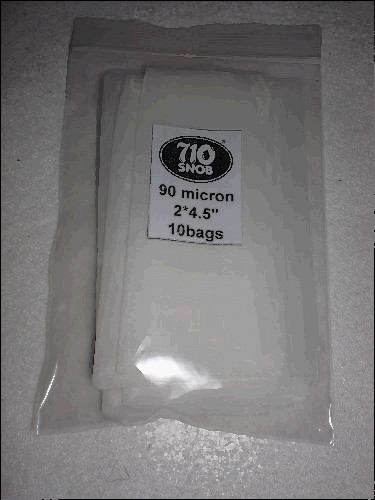 710
SNOB
90 micron
2*4.5"
10bags